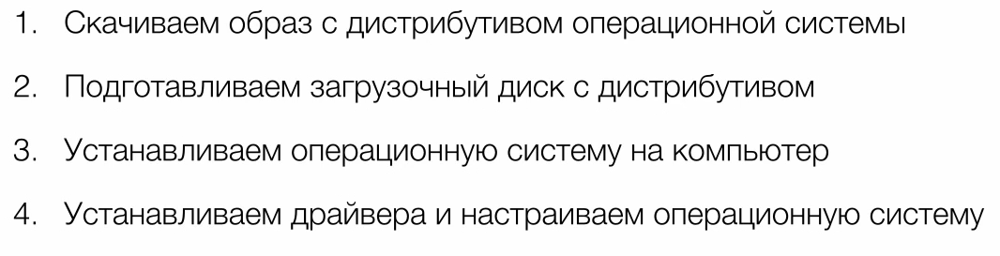 1. Скачиваем образ с дистрибутивом операционной системы
2. Подготавливаем загрузочный диск с дистрибутивом
3. Устанавливаем операционную систему на компьютер
4. Устанавливаем драйвера и настраиваем операционную систему